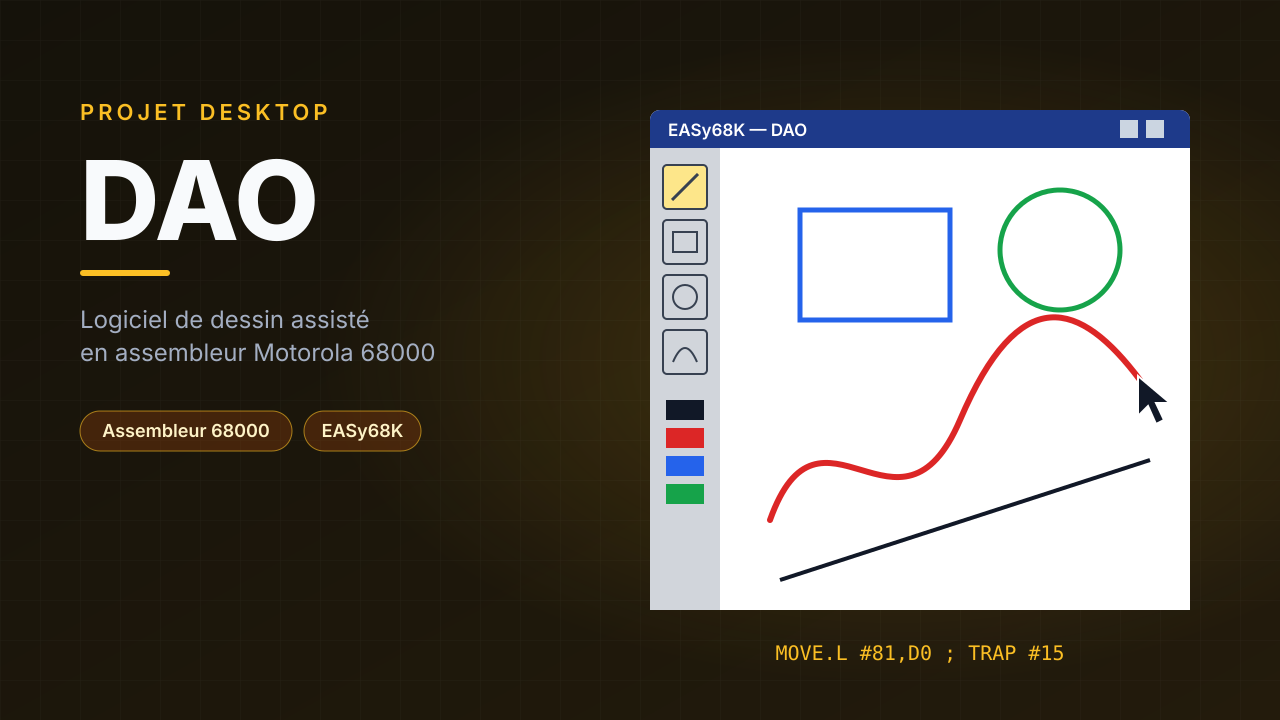 PROJET DESKTOP
DAO
Logiciel de dessin assisté
en assembleur Motorola 68000
Assembleur 68000
EASy68K
EASy68K — DAO
MOVE.L #81,D0 ; TRAP #15